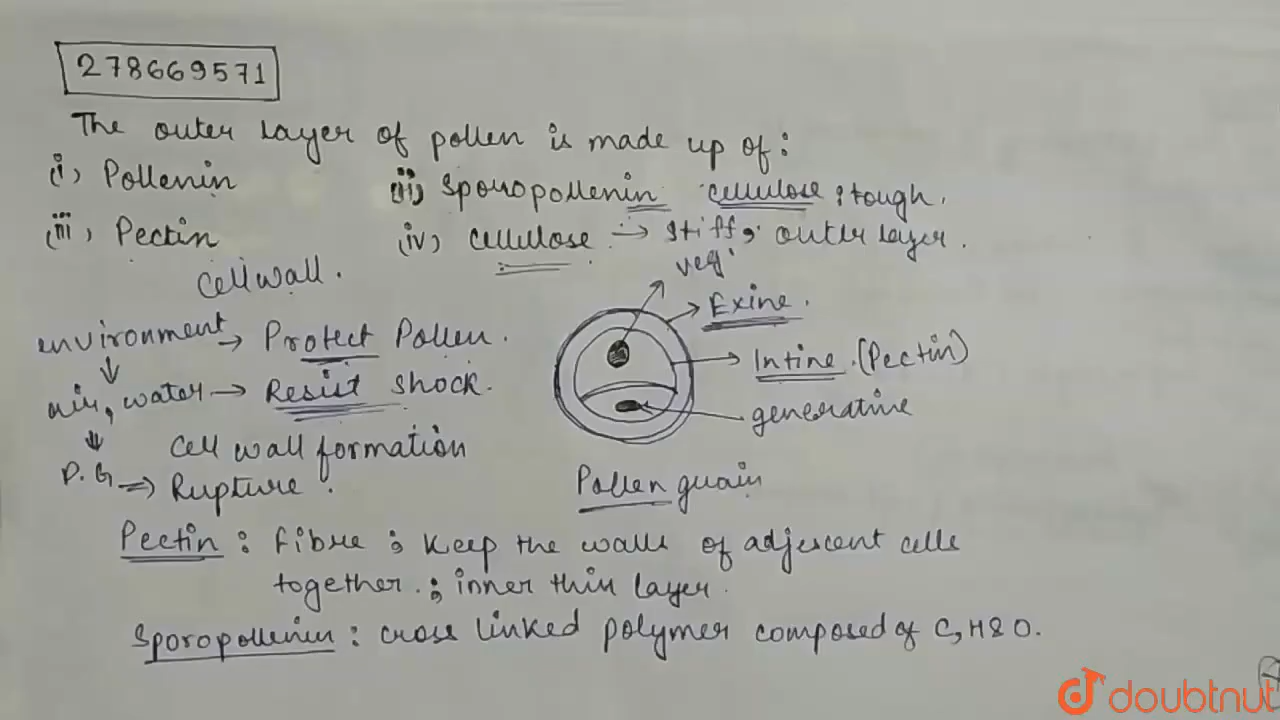 278669571
The outer layer of pollen is made up of:
(i), Pollenin (ii), Sporopollenin cellulose ; tough.
(iii), Pectin (iv), cellulose → stiff, outer layer.
cell wall.
veg.
Exine.
environment → Protect Pollen.
Intine. (Pectin)
air, water → Resist shock.
generative
cell wall formation
P.G ⇒ Rupture.
Pollen grain
Pectin : fibre ; Keep the walls of adjescent cells
together. ; inner thin layer.
Sporopollenin : cross linked polymer composed of C, H & O.
doubtnut